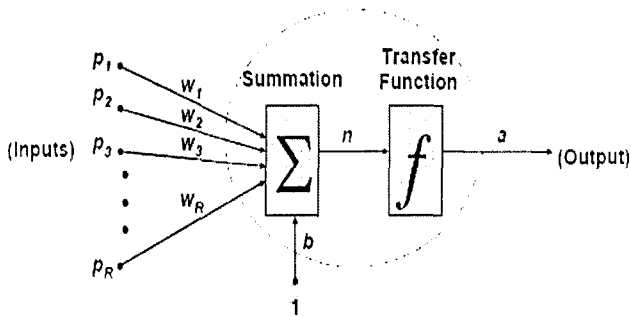 p1
w1
Summation
Transfer
Function
p2
w2
(Inputs)
p3
w3
Σ
n
f
a
(Output)
wR
b
pR
1